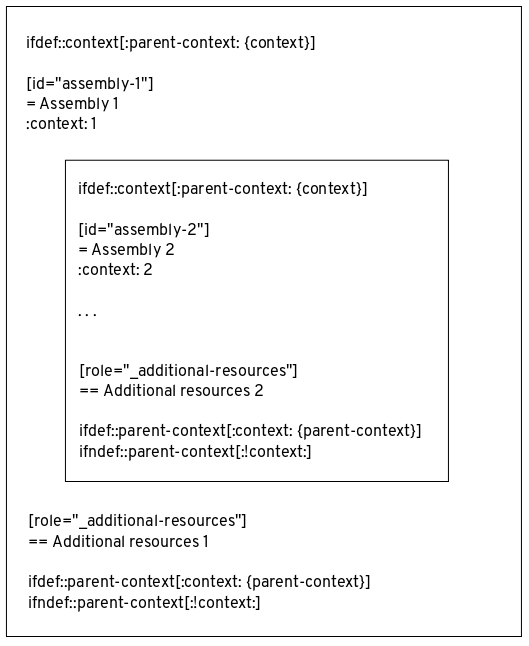 ifdef::context[:parent-context: {context}]
[id="assembly-1"]
= Assembly 1
:context: 1
ifdef::context[:parent-context: {context}]
[id="assembly-2"]
= Assembly 2
:context: 2
. . .
[role="_additional-resources"]
== Additional resources 2
ifdef::parent-context[:context: {parent-context}]
ifndef::parent-context[:!context:]
[role="_additional-resources"]
== Additional resources 1
ifdef::parent-context[:context: {parent-context}]
ifndef::parent-context[:!context:]